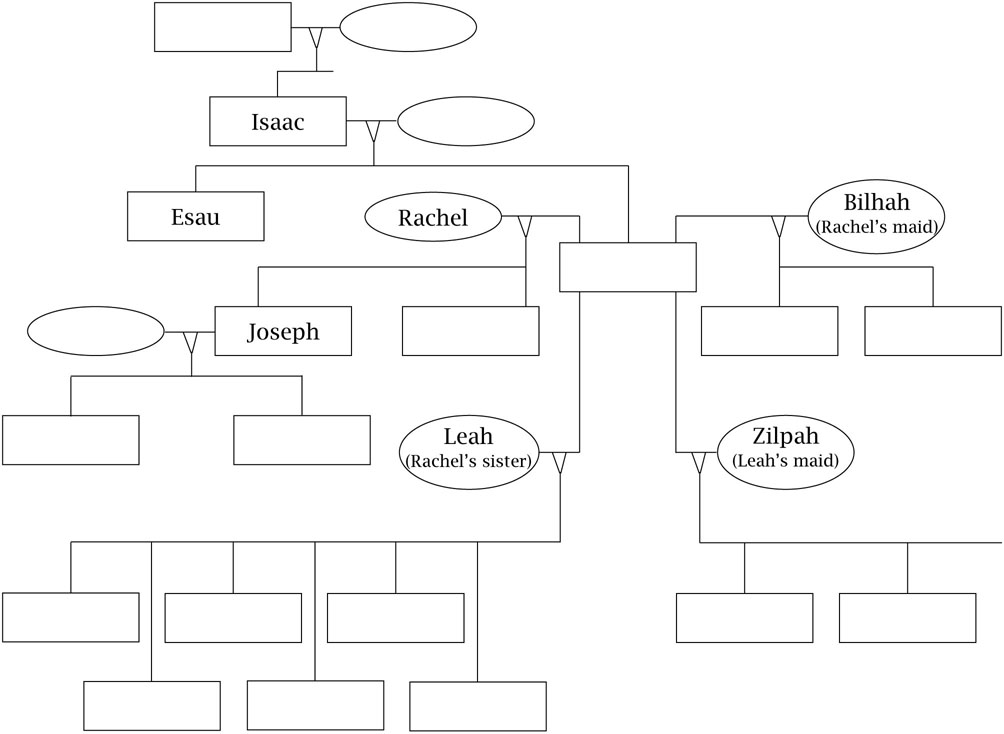 Isaac
Esau
Rachel
Bilhah
(Rachel's maid)
Joseph
Leah
(Rachel's sister)
Zilpah
(Leah's maid)